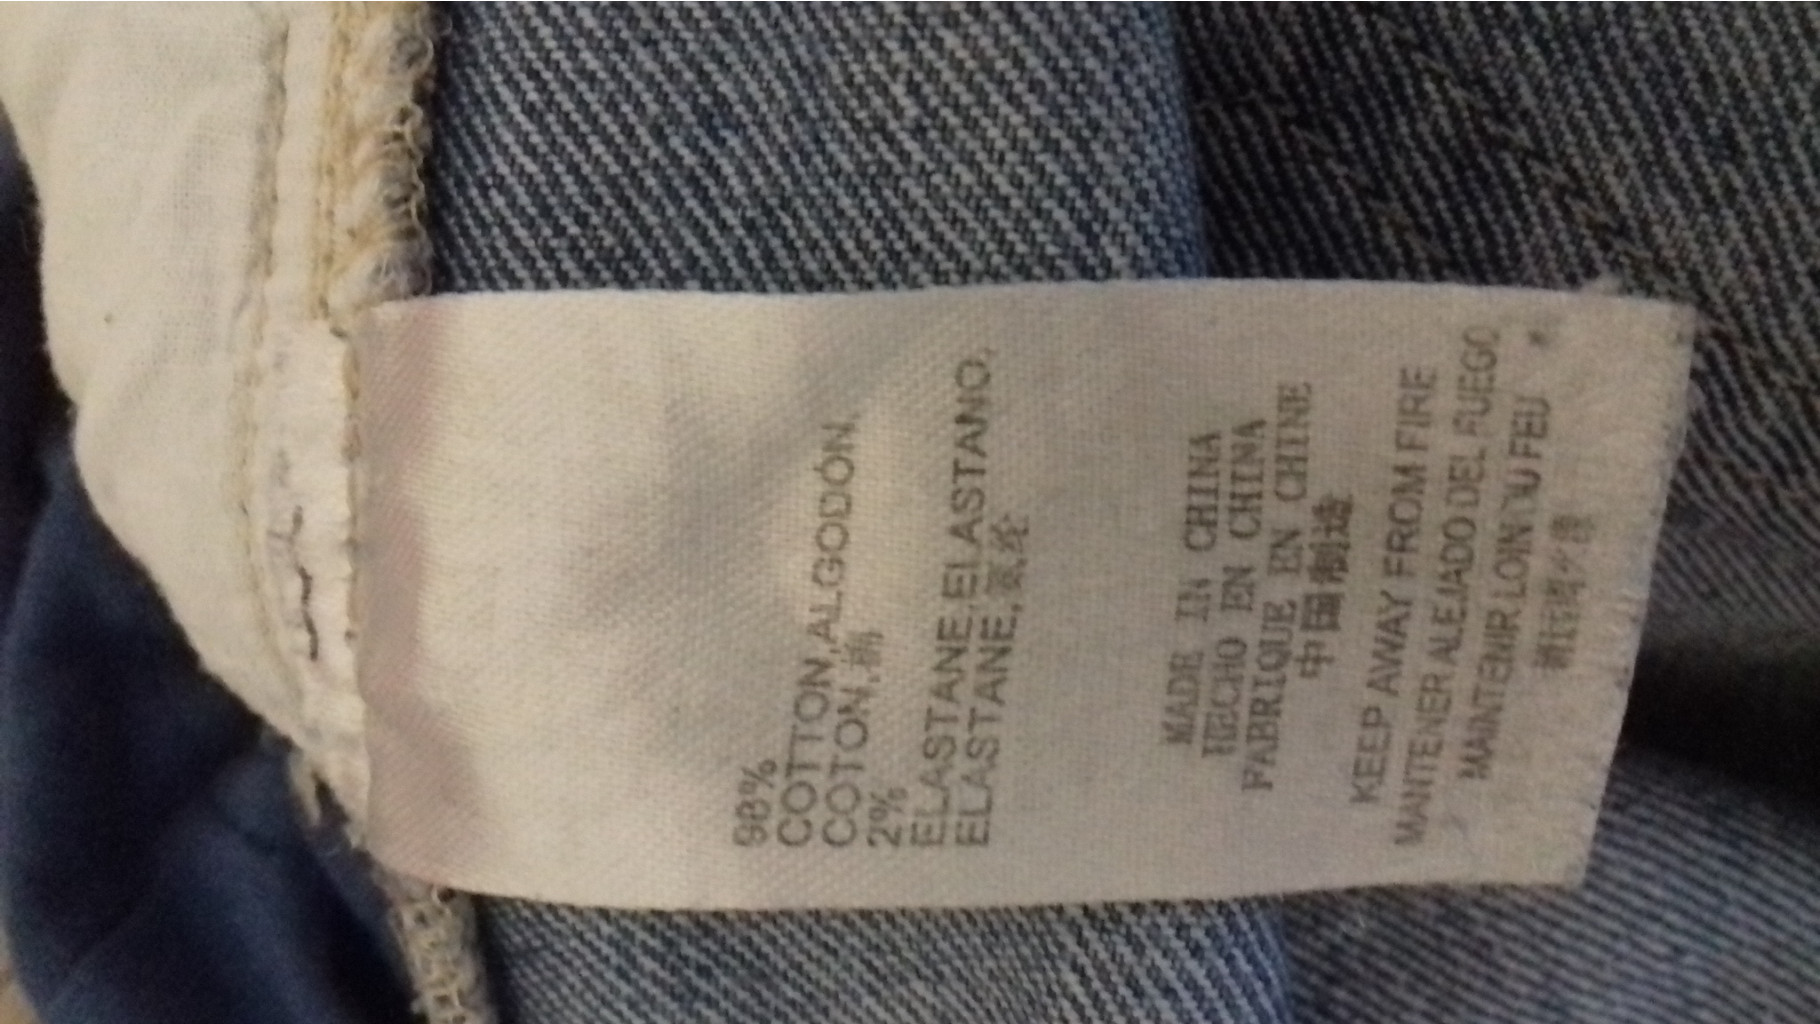 98%
COTTON,ALGODÓN,
COTON,棉
2%
ELASTANE,ELASTANO,
ELASTANE,氨纶
MADE IN CHINA
HECHO EN CHINA
FABRIQUE EN CHINE
中国制造
KEEP AWAY FROM FIRE
MANTENER ALEJADO DEL FUEGO
MAINTENIR LOIN DU FEU